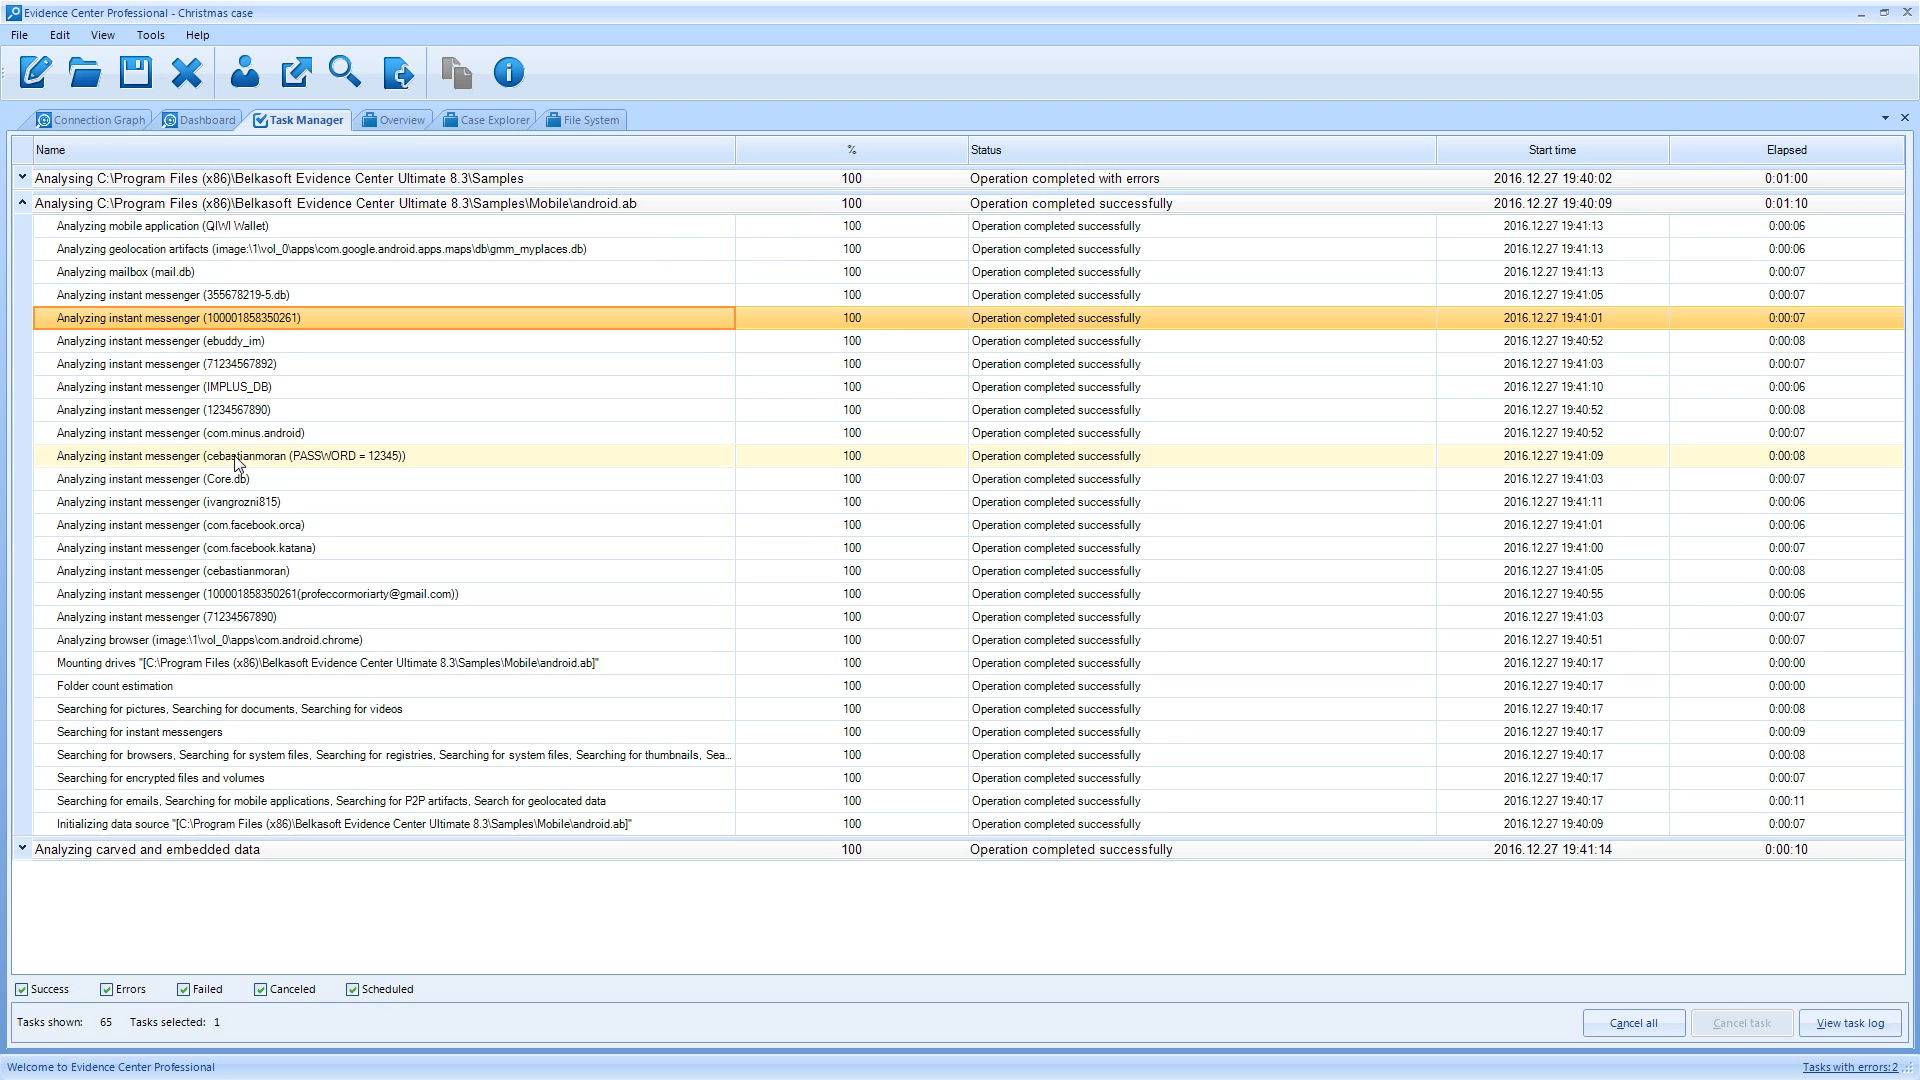 Evidence Center Professional - Christmas case
File Edit View Tools Help
Connection Graph Dashboard Task Manager Overview Case Explorer File System
Name % Status Start time Elapsed
Analysing C:\Program Files (x86)\Belkasoft Evidence Center Ultimate 8.3\Samples 100 Operation completed with errors 2016.12.27 19:40:02 0:01:00
Analysing C:\Program Files (x86)\Belkasoft Evidence Center Ultimate 8.3\Samples\Mobile\android.ab 100 Operation completed successfully 2016.12.27 19:40:09 0:01:10
Analyzing mobile application (QIWI Wallet) 100 Operation completed successfully 2016.12.27 19:41:13 0:00:06
Analyzing geolocation artifacts (image:\1\vol_0\apps\com.google.android.apps.maps\db\gmm_myplaces.db) 100 Operation completed successfully 2016.12.27 19:41:13 0:00:06
Analyzing mailbox (mail.db) 100 Operation completed successfully 2016.12.27 19:41:13 0:00:07
Analyzing instant messenger (355678219-5.db) 100 Operation completed successfully 2016.12.27 19:41:05 0:00:07
Analyzing instant messenger (100001858350261) 100 Operation completed successfully 2016.12.27 19:41:01 0:00:07
Analyzing instant messenger (ebuddy_im) 100 Operation completed successfully 2016.12.27 19:40:52 0:00:08
Analyzing instant messenger (71234567892) 100 Operation completed successfully 2016.12.27 19:41:03 0:00:07
Analyzing instant messenger (IMPLUS_DB) 100 Operation completed successfully 2016.12.27 19:41:10 0:00:06
Analyzing instant messenger (1234567890) 100 Operation completed successfully 2016.12.27 19:40:52 0:00:08
Analyzing instant messenger (com.minus.android) 100 Operation completed successfully 2016.12.27 19:40:52 0:00:07
Analyzing instant messenger (cebastianmoran (PASSWORD = 12345)) 100 Operation completed successfully 2016.12.27 19:41:09 0:00:08
Analyzing instant messenger (Core.db) 100 Operation completed successfully 2016.12.27 19:41:03 0:00:07
Analyzing instant messenger (ivangrozni815) 100 Operation completed successfully 2016.12.27 19:41:11 0:00:06
Analyzing instant messenger (com.facebook.orca) 100 Operation completed successfully 2016.12.27 19:41:01 0:00:06
Analyzing instant messenger (com.facebook.katana) 100 Operation completed successfully 2016.12.27 19:41:00 0:00:07
Analyzing instant messenger (cebastianmoran) 100 Operation completed successfully 2016.12.27 19:41:05 0:00:08
Analyzing instant messenger (100001858350261(profeccormoriarty@gmail.com)) 100 Operation completed successfully 2016.12.27 19:40:55 0:00:06
Analyzing instant messenger (71234567890) 100 Operation completed successfully 2016.12.27 19:41:03 0:00:07
Analyzing browser (image:\1\vol_0\apps\com.android.chrome) 100 Operation completed successfully 2016.12.27 19:40:51 0:00:07
Mounting drives "[C:\Program Files (x86)\Belkasoft Evidence Center Ultimate 8.3\Samples\Mobile\android.ab]" 100 Operation completed successfully 2016.12.27 19:40:17 0:00:00
Folder count estimation 100 Operation completed successfully 2016.12.27 19:40:17 0:00:00
Searching for pictures, Searching for documents, Searching for videos 100 Operation completed successfully 2016.12.27 19:40:17 0:00:08
Searching for instant messengers 100 Operation completed successfully 2016.12.27 19:40:17 0:00:09
Searching for browsers, Searching for system files, Searching for registries, Searching for system files, Searching for thumbnails, Sea... 100 Operation completed successfully 2016.12.27 19:40:17 0:00:08
Searching for encrypted files and volumes 100 Operation completed successfully 2016.12.27 19:40:17 0:00:07
Searching for emails, Searching for mobile applications, Searching for P2P artifacts, Search for geolocated data 100 Operation completed successfully 2016.12.27 19:40:17 0:00:11
Initializing data source "[C:\Program Files (x86)\Belkasoft Evidence Center Ultimate 8.3\Samples\Mobile\android.ab]" 100 Operation completed successfully 2016.12.27 19:40:09 0:00:07
Analyzing carved and embedded data 100 Operation completed successfully 2016.12.27 19:41:14 0:00:10
Success Errors Failed Canceled Scheduled
Tasks shown: 65 Tasks selected: 1 Cancel all Cancel task View task log
Welcome to Evidence Center Professional Tasks with errors:2